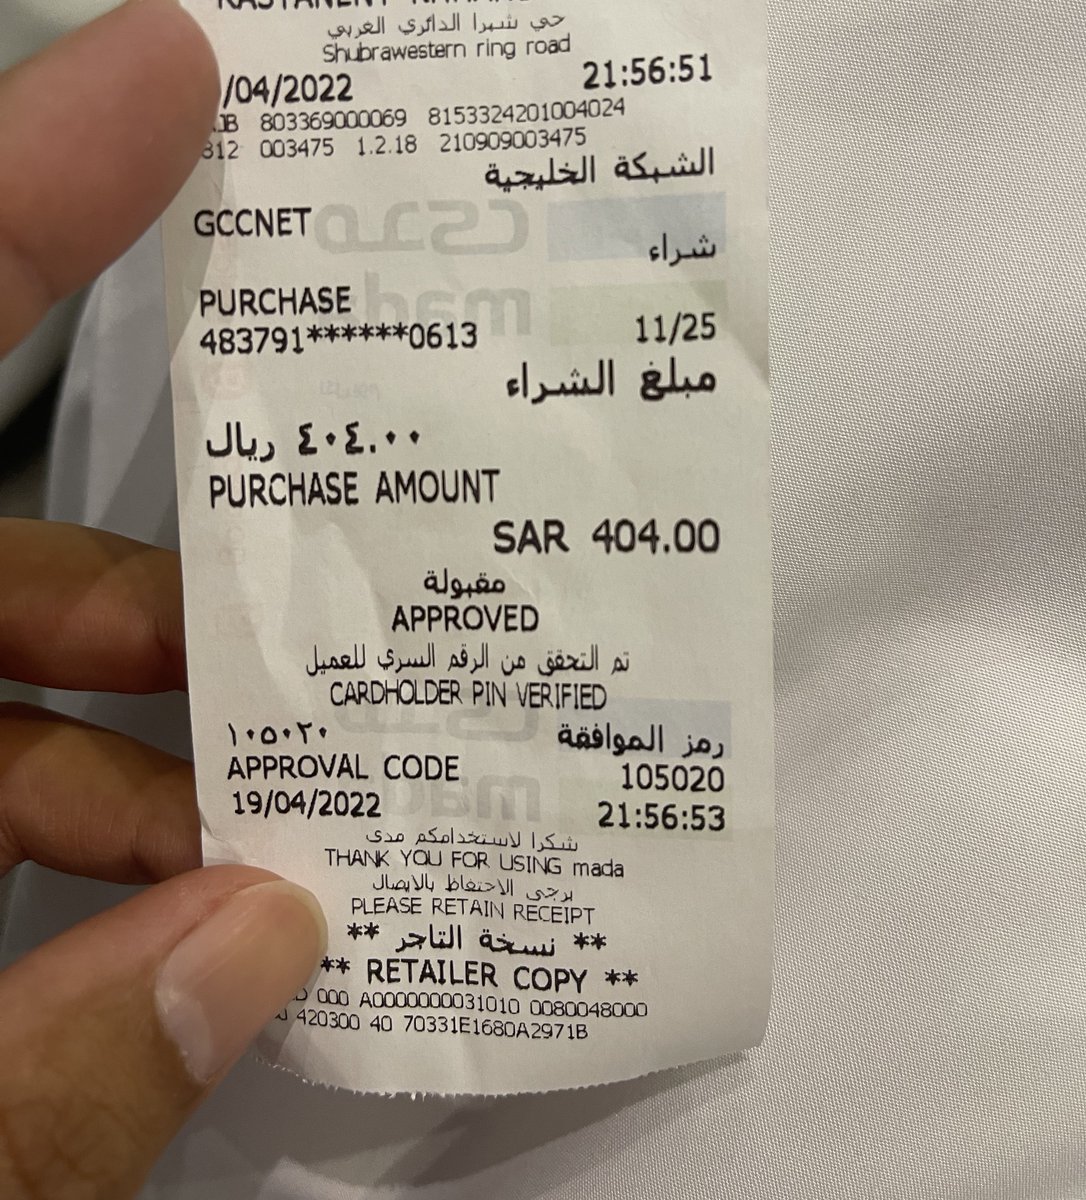 حي شبرا الدائري الغربي
Shubrawestern ring road
/04/2022 21:56:51
803369000069 8153324201004024
003475 1.2.18 210909003475
الشبكة الخليجية
GCCNET
شراء
PURCHASE
483791******0613 11/25
مبلغ الشراء
٤٠٤.٠٠ ريال
PURCHASE AMOUNT
SAR 404.00
مقبولة
APPROVED
تم التحقق من الرقم السري للعميل
CARDHOLDER PIN VERIFIED
رمز الموافقة ١٠٥٠٢٠
APPROVAL CODE 105020
19/04/2022 21:56:53
شكرا لاستخدامكم مدى
THANK YOU FOR USING mada
يرجى الاحتفاظ بالايصال
PLEASE RETAIN RECEIPT
** نسخة التاجر **
** RETAILER COPY **
000 A0000000031010 0080048000
420300 40 70331E1680A2971B